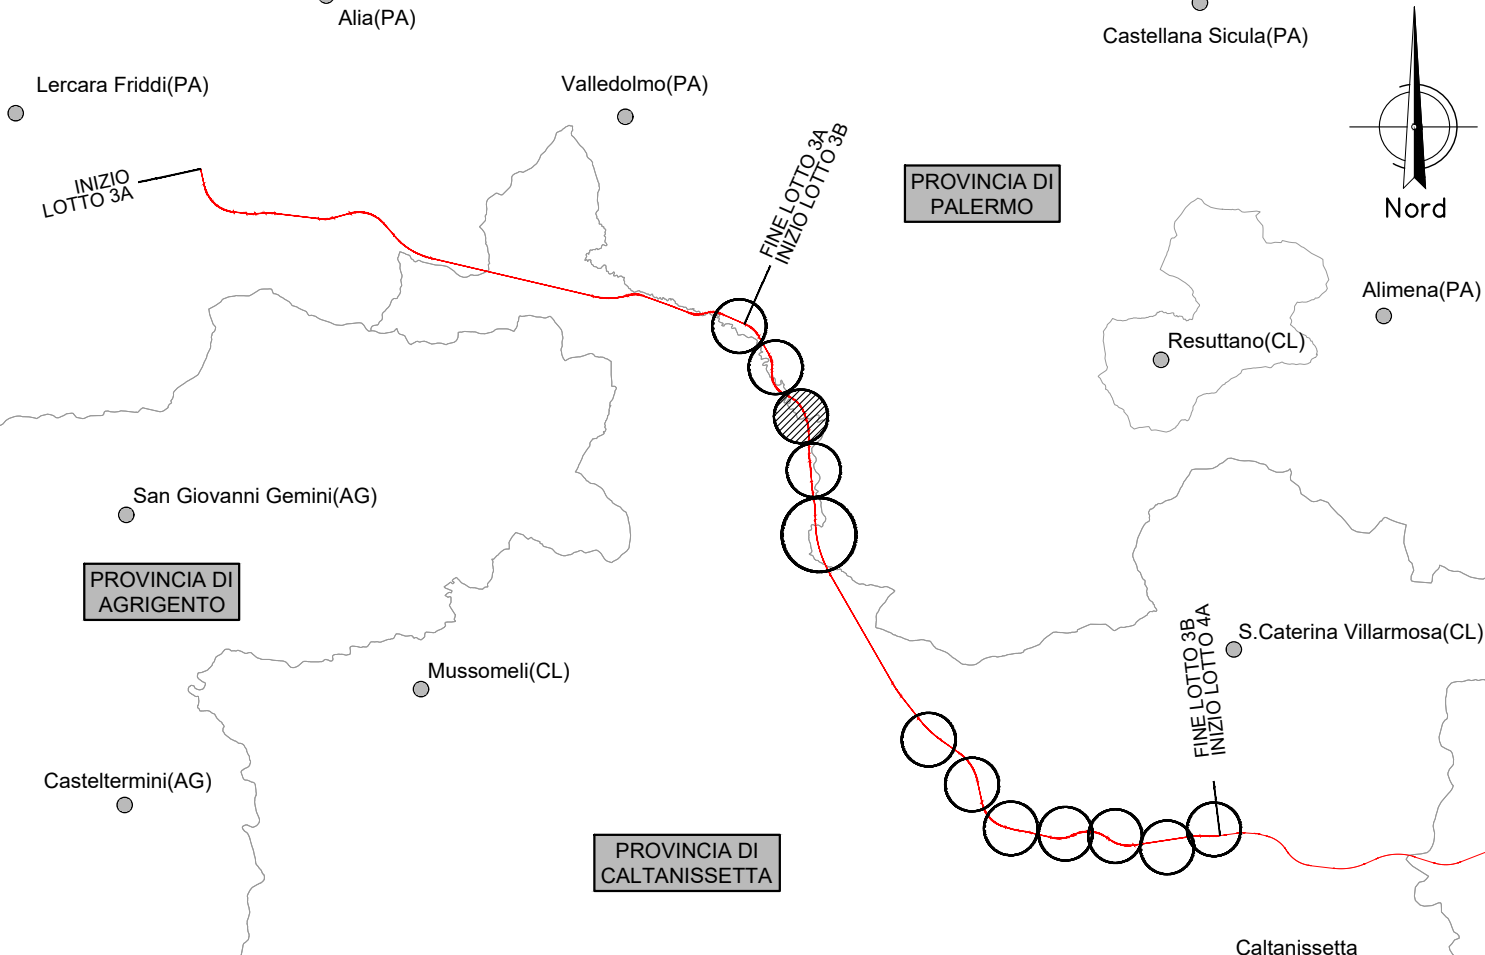 Alia(PA)
Castellana Sicula(PA)
Lercara Friddi(PA)
Valledolmo(PA)
INIZIO
LOTTO 3A
FINE LOTTO 3A
INIZIO LOTTO 3B
PROVINCIA DI
PALERMO
Nord
Alimena(PA)
Resuttano(CL)
San Giovanni Gemini(AG)
PROVINCIA DI
AGRIGENTO
FINE LOTTO 3B
INIZIO LOTTO 4A
S.Caterina Villarmosa(CL)
Mussomeli(CL)
Casteltermini(AG)
PROVINCIA DI
CALTANISSETTA
Caltanissetta